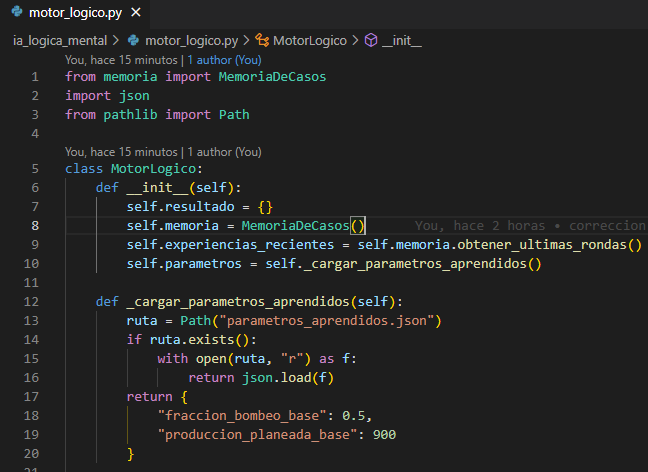 motor_logico.py
ia_logica_mental > motor_logico.py > MotorLogico > __init__
You, hace 15 minutos | 1 author (You)
1 from memoria import MemoriaDeCasos
2 import json
3 from pathlib import Path
4
You, hace 15 minutos | 1 author (You)
5 class MotorLogico:
6     def __init__(self):
7         self.resultado = {}
8         self.memoria = MemoriaDeCasos() You, hace 2 horas • correccion
9         self.experiencias_recientes = self.memoria.obtener_ultimas_rondas()
10         self.parametros = self._cargar_parametros_aprendidos()
11
12     def _cargar_parametros_aprendidos(self):
13         ruta = Path("parametros_aprendidos.json")
14         if ruta.exists():
15             with open(ruta, "r") as f:
16                 return json.load(f)
17         return {
18             "fraccion_bombeo_base": 0.5,
19             "produccion_planeada_base": 900
20         }